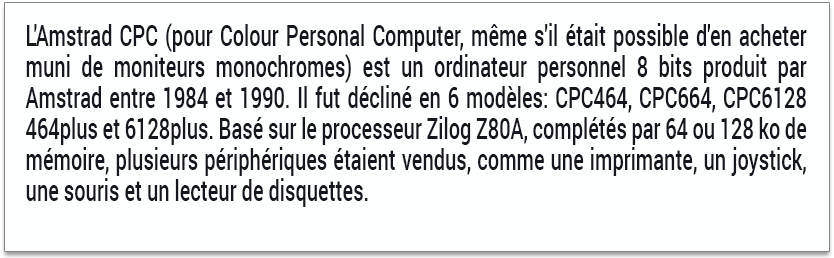 L'Amstrad CPC (pour Colour Personal Computer, même s'il était possible d'en acheter
muni de moniteurs monochromes) est un ordinateur personnel 8 bits produit par
Amstrad entre 1984 et 1990. Il fut décliné en 6 modèles: CPC464, CPC664, CPC6128
464plus et 6128plus. Basé sur le processeur Zilog Z80A, complétés par 64 ou 128 ko de
mémoire, plusieurs périphériques étaient vendus, comme une imprimante, un joystick,
une souris et un lecteur de disquettes.